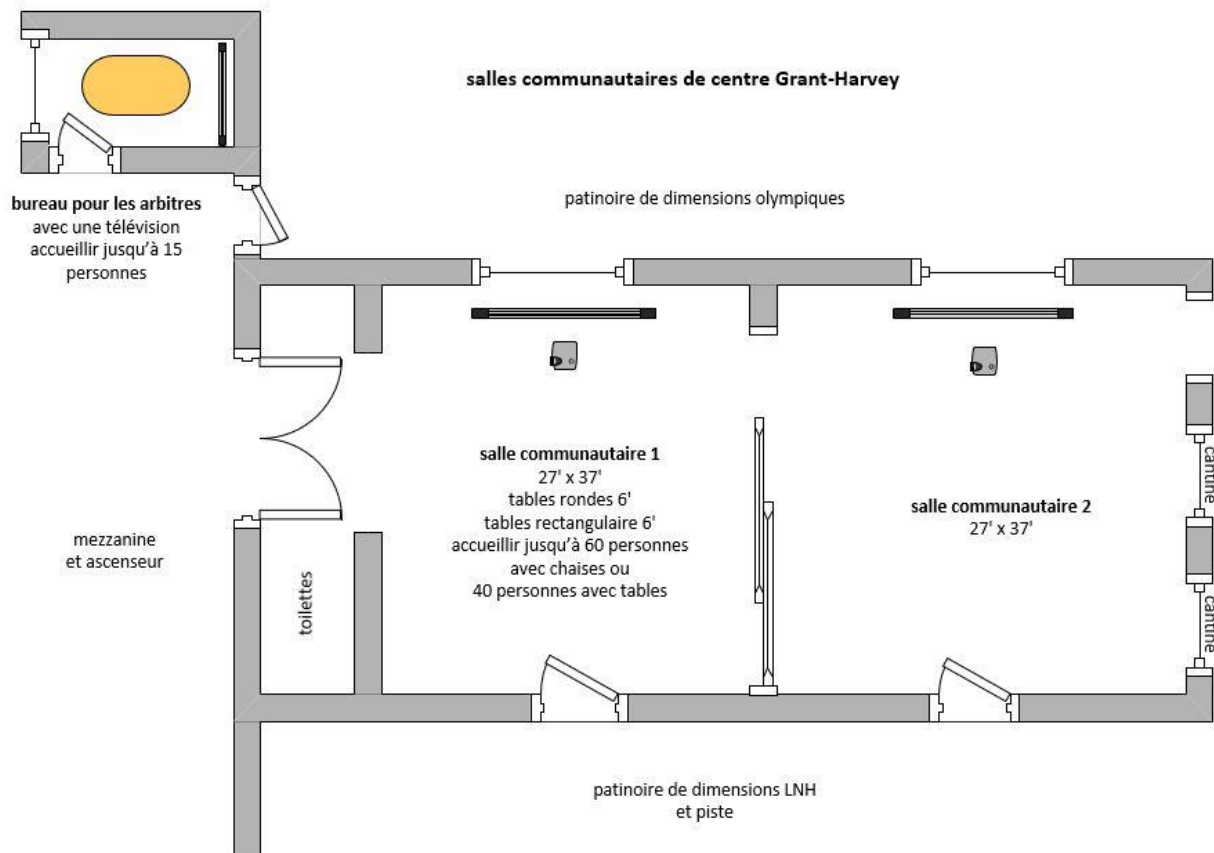 salles communautaires de centre Grant-Harvey
patinoire de dimensions olympiques
bureau pour les arbitres
avec une télévision
accueillir jusqu'à 15
personnes
salle communautaire 1
27' x 37'
tables rondes 6'
tables rectangulaire 6'
accueillir jusqu'à 60 personnes
avec chaises ou
40 personnes avec tables
salle communautaire 2
27' x 37'
cantine
cantine
mezzanine
et ascenseur
toilettes
patinoire de dimensions LNH
et piste